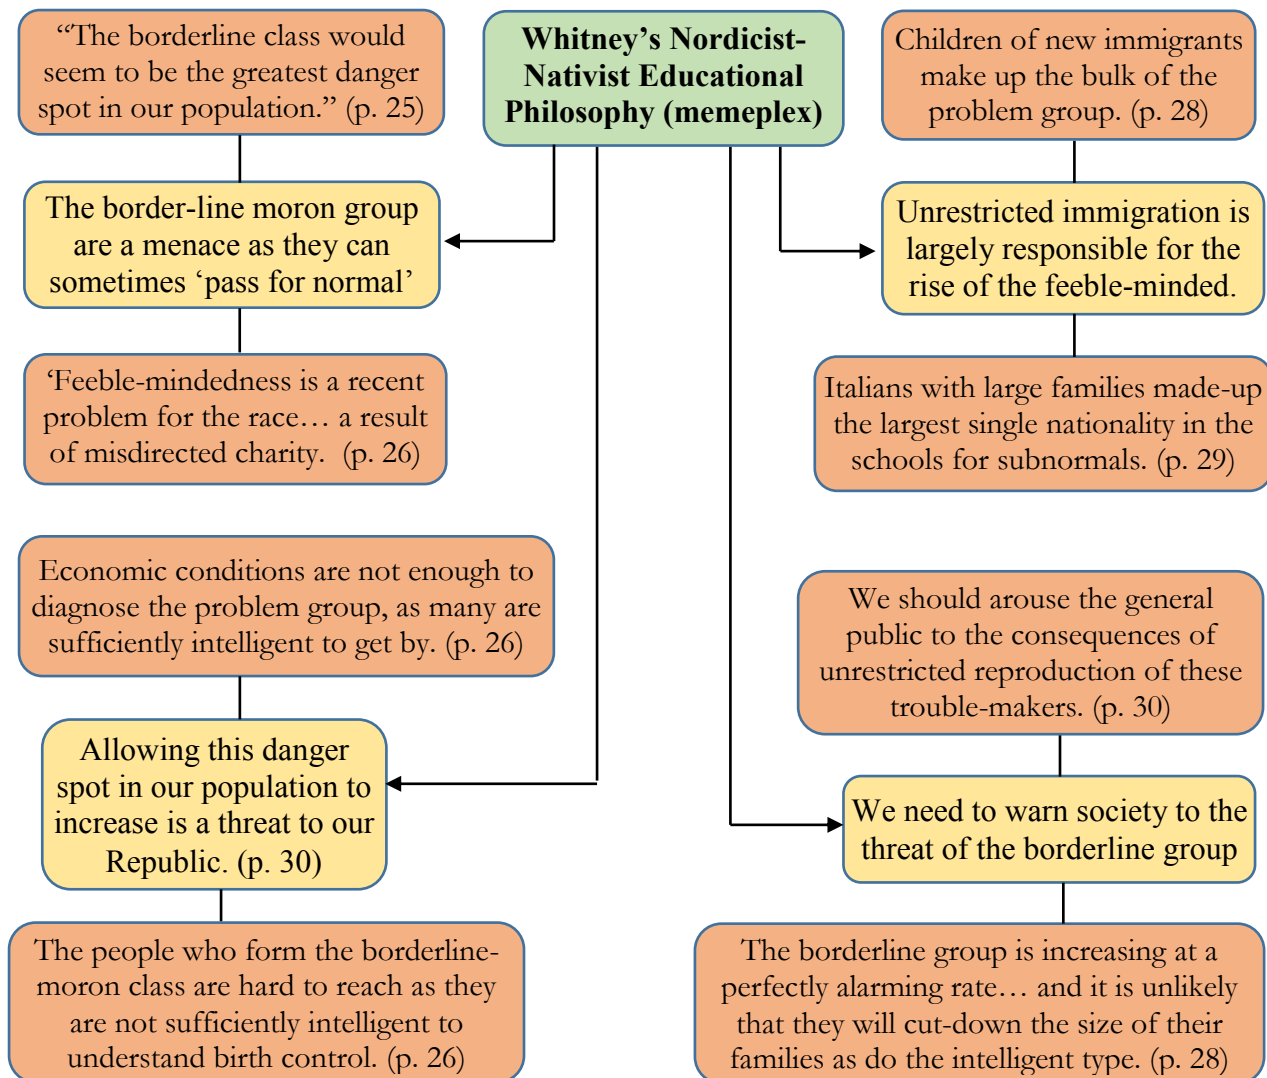 “The borderline class would
seem to be the greatest danger
spot in our population.” (p. 25)
Whitney’s Nordicist-
Nativist Educational
Philosophy (memeplex)
Children of new immigrants
make up the bulk of the
problem group. (p. 28)
The border-line moron group
are a menace as they can
sometimes ‘pass for normal’
Unrestricted immigration is
largely responsible for the
rise of the feeble-minded.
‘Feeble-mindedness is a recent
problem for the race… a result
of misdirected charity. (p. 26)
Italians with large families made-up
the largest single nationality in the
schools for subnormals. (p. 29)
Economic conditions are not enough to
diagnose the problem group, as many are
sufficiently intelligent to get by. (p. 26)
We should arouse the general
public to the consequences of
unrestricted reproduction of these
trouble-makers. (p. 30)
Allowing this danger
spot in our population to
increase is a threat to our
Republic. (p. 30)
We need to warn society to the
threat of the borderline group
The people who form the borderline-
moron class are hard to reach as they
are not sufficiently intelligent to
understand birth control. (p. 26)
The borderline group is increasing at a
perfectly alarming rate… and it is unlikely
that they will cut-down the size of their
families as do the intelligent type. (p. 28)